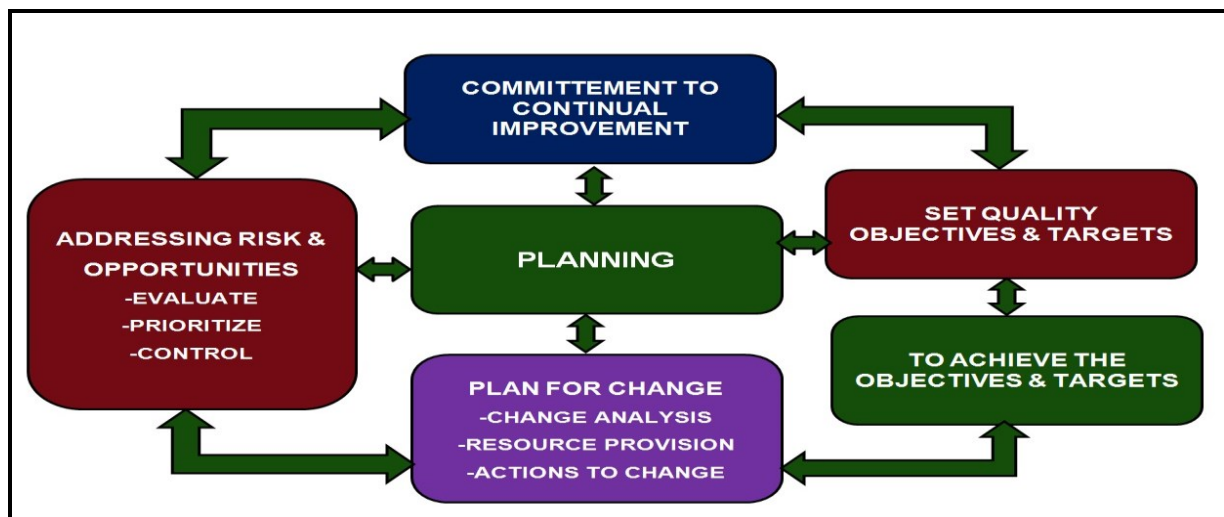 COMMITTEMENT TO
CONTINUAL
IMPROVEMENT
ADDRESSING RISK &
OPPORTUNITIES
-EVALUATE
-PRIORITIZE
-CONTROL
PLANNING
SET QUALITY
OBJECTIVES & TARGETS
PLAN FOR CHANGE
-CHANGE ANALYSIS
-RESOURCE PROVISION
-ACTIONS TO CHANGE
TO ACHIEVE THE
OBJECTIVES & TARGETS